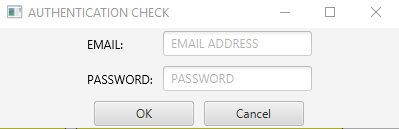 AUTHENTICATION CHECK
EMAIL: EMAIL ADDRESS
PASSWORD: PASSWORD
OK Cancel